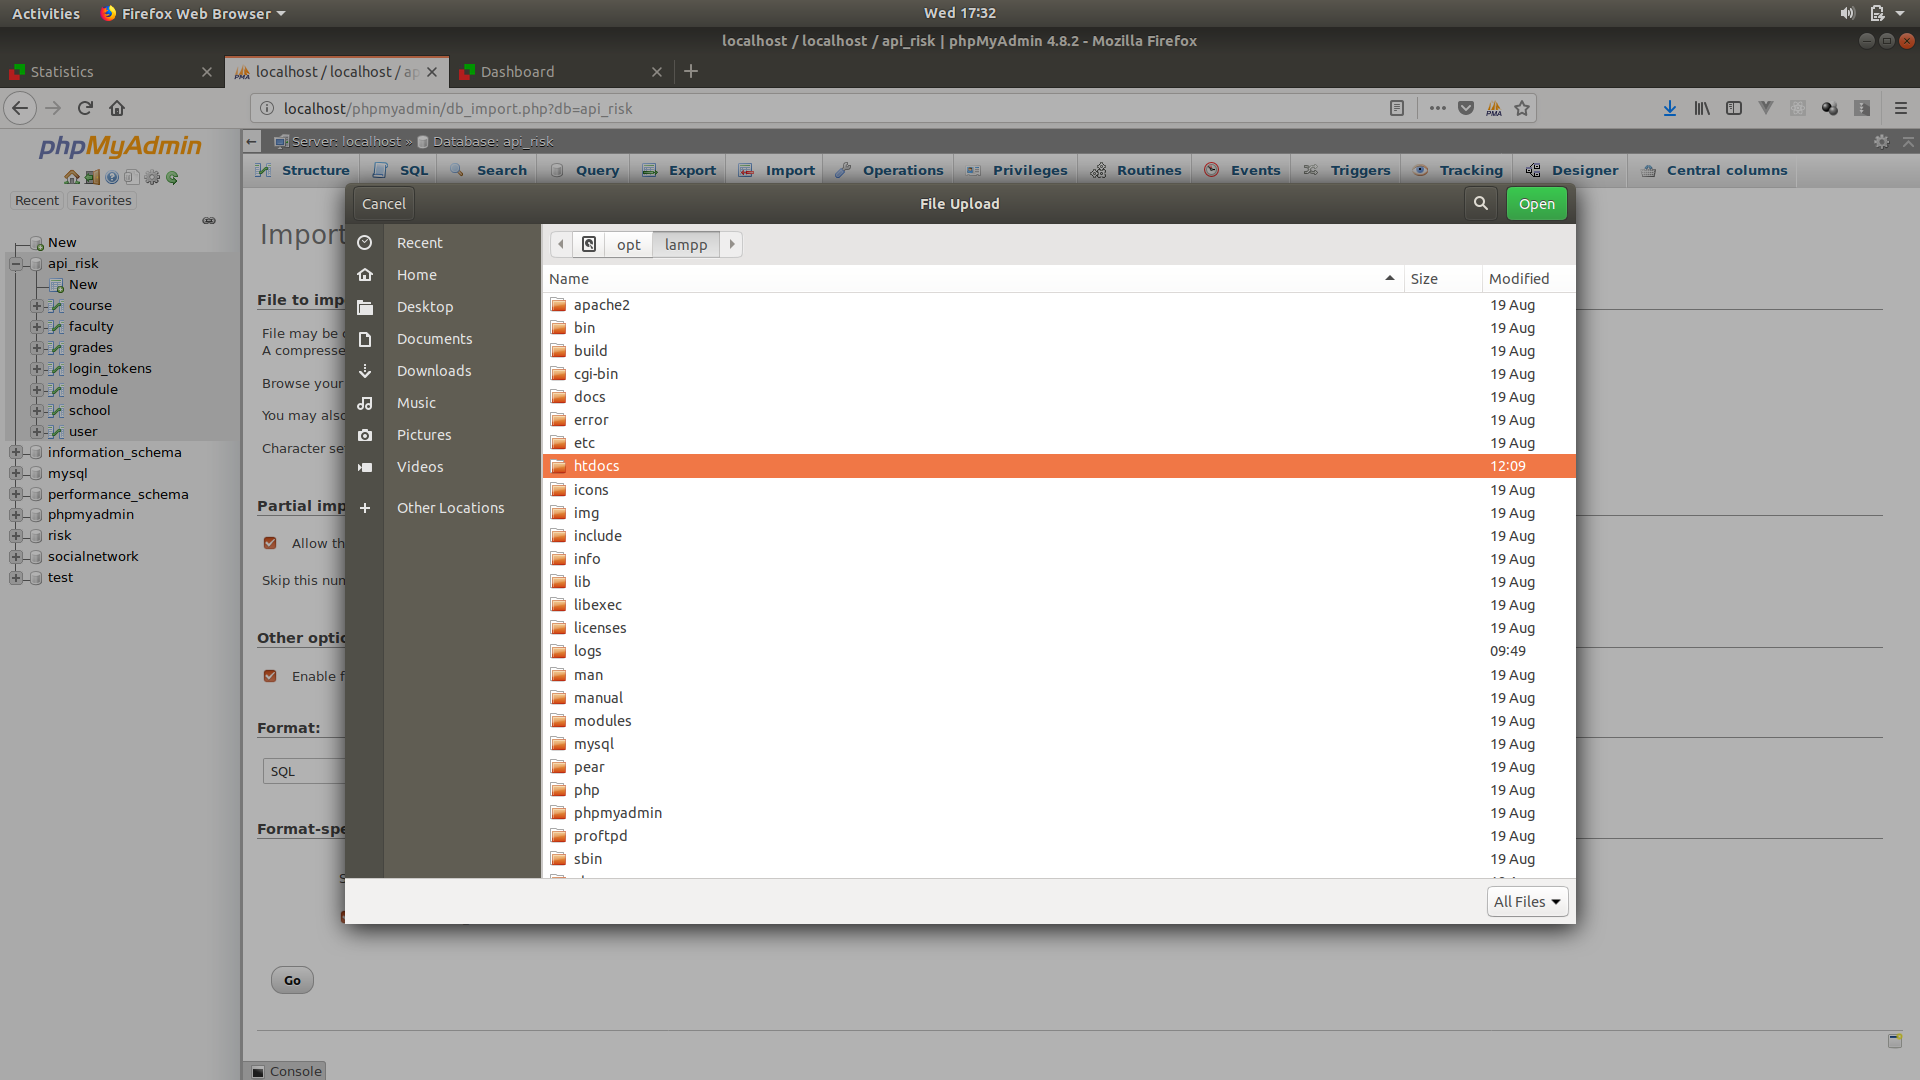 Activities
Firefox Web Browser
Wed 17:32
localhost / localhost / api_risk | phpMyAdmin 4.8.2 - Mozilla Firefox
Statistics
localhost / localhost / ap
Dashboard
localhost/phpmyadmin/db_import.php?db=api_risk
PMA
phpMyAdmin
Recent
Favorites
New
api_risk
New
course
faculty
grades
login_tokens
module
school
user
information_schema
mysql
performance_schema
phpmyadmin
risk
socialnetwork
test
Server: localhost » Database: api_risk
Structure
SQL
Search
Query
Export
Import
Operations
Privileges
Routines
Events
Triggers
Tracking
Designer
Central columns
Import
File to imp
File may be
A compresse
Browse your
You may also
Character se
Partial imp
Allow th
Skip this num
Other optio
Enable f
Format:
SQL
Format-spe
Go
Console
Cancel
File Upload
Open
Recent
Home
Desktop
Documents
Downloads
Music
Pictures
Videos
Other Locations
opt
lampp
Name
Size
Modified
apache2 19 Aug
bin 19 Aug
build 19 Aug
cgi-bin 19 Aug
docs 19 Aug
error 19 Aug
etc 19 Aug
htdocs 12:09
icons 19 Aug
img 19 Aug
include 19 Aug
info 19 Aug
lib 19 Aug
libexec 19 Aug
licenses 19 Aug
logs 09:49
man 19 Aug
manual 19 Aug
modules 19 Aug
mysql 19 Aug
pear 19 Aug
php 19 Aug
phpmyadmin 19 Aug
proftpd 19 Aug
sbin 19 Aug
All Files